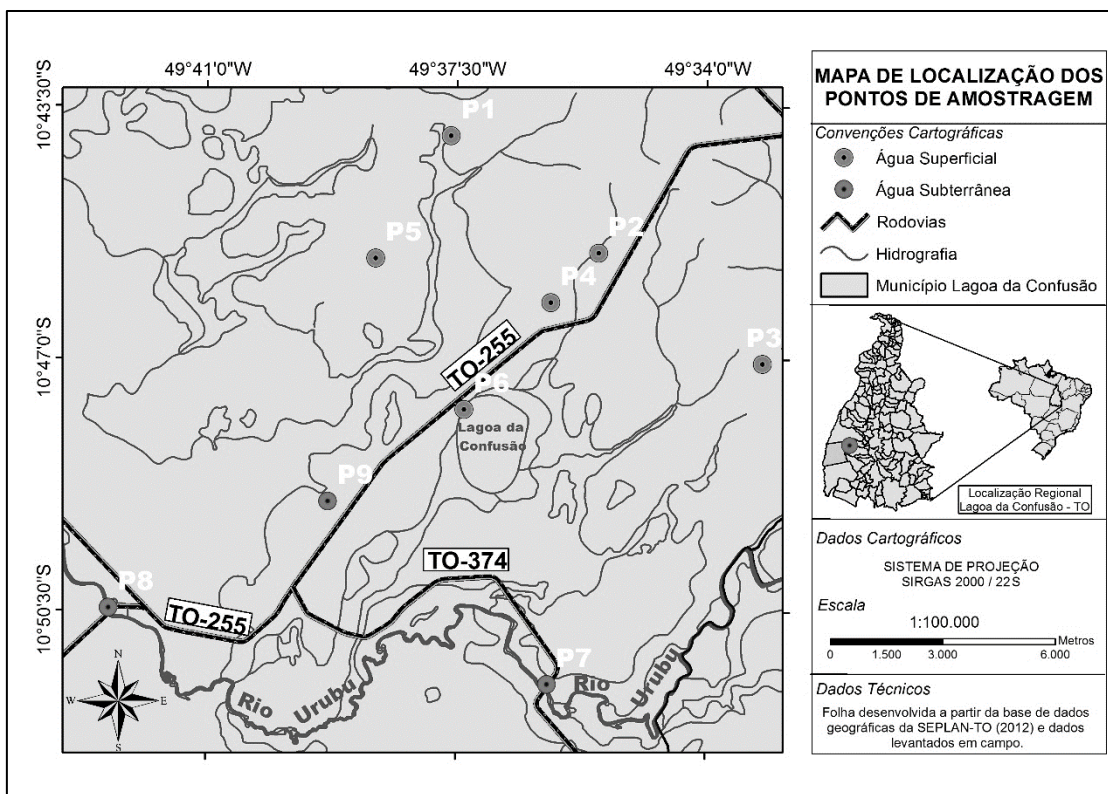 49°41'0"W
49°37'30"W
49°34'0"W
10°43'30"S
10°47'0"S
10°50'30"S
P1
P2
P5
P4
P3
TO-255
P6
Lagoa da
Confusão
P9
TO-374
P8
TO-255
P7
Rio
Urubu
Rio
Urubu
N
W
E
S
MAPA DE LOCALIZAÇÃO DOS
PONTOS DE AMOSTRAGEM
Convenções Cartográficas
Água Superficial
Água Subterrânea
Rodovias
Hidrografia
Município Lagoa da Confusão
Localização Regional
Lagoa da Confusão - TO
Dados Cartográficos
SISTEMA DE PROJEÇÃO
SIRGAS 2000 / 22S
Escala
1:100.000
Metros
0 1.500 3.000 6.000
Dados Técnicos
Folha desenvolvida a partir da base de dados
geográficas da SEPLAN-TO (2012) e dados
levantados em campo.